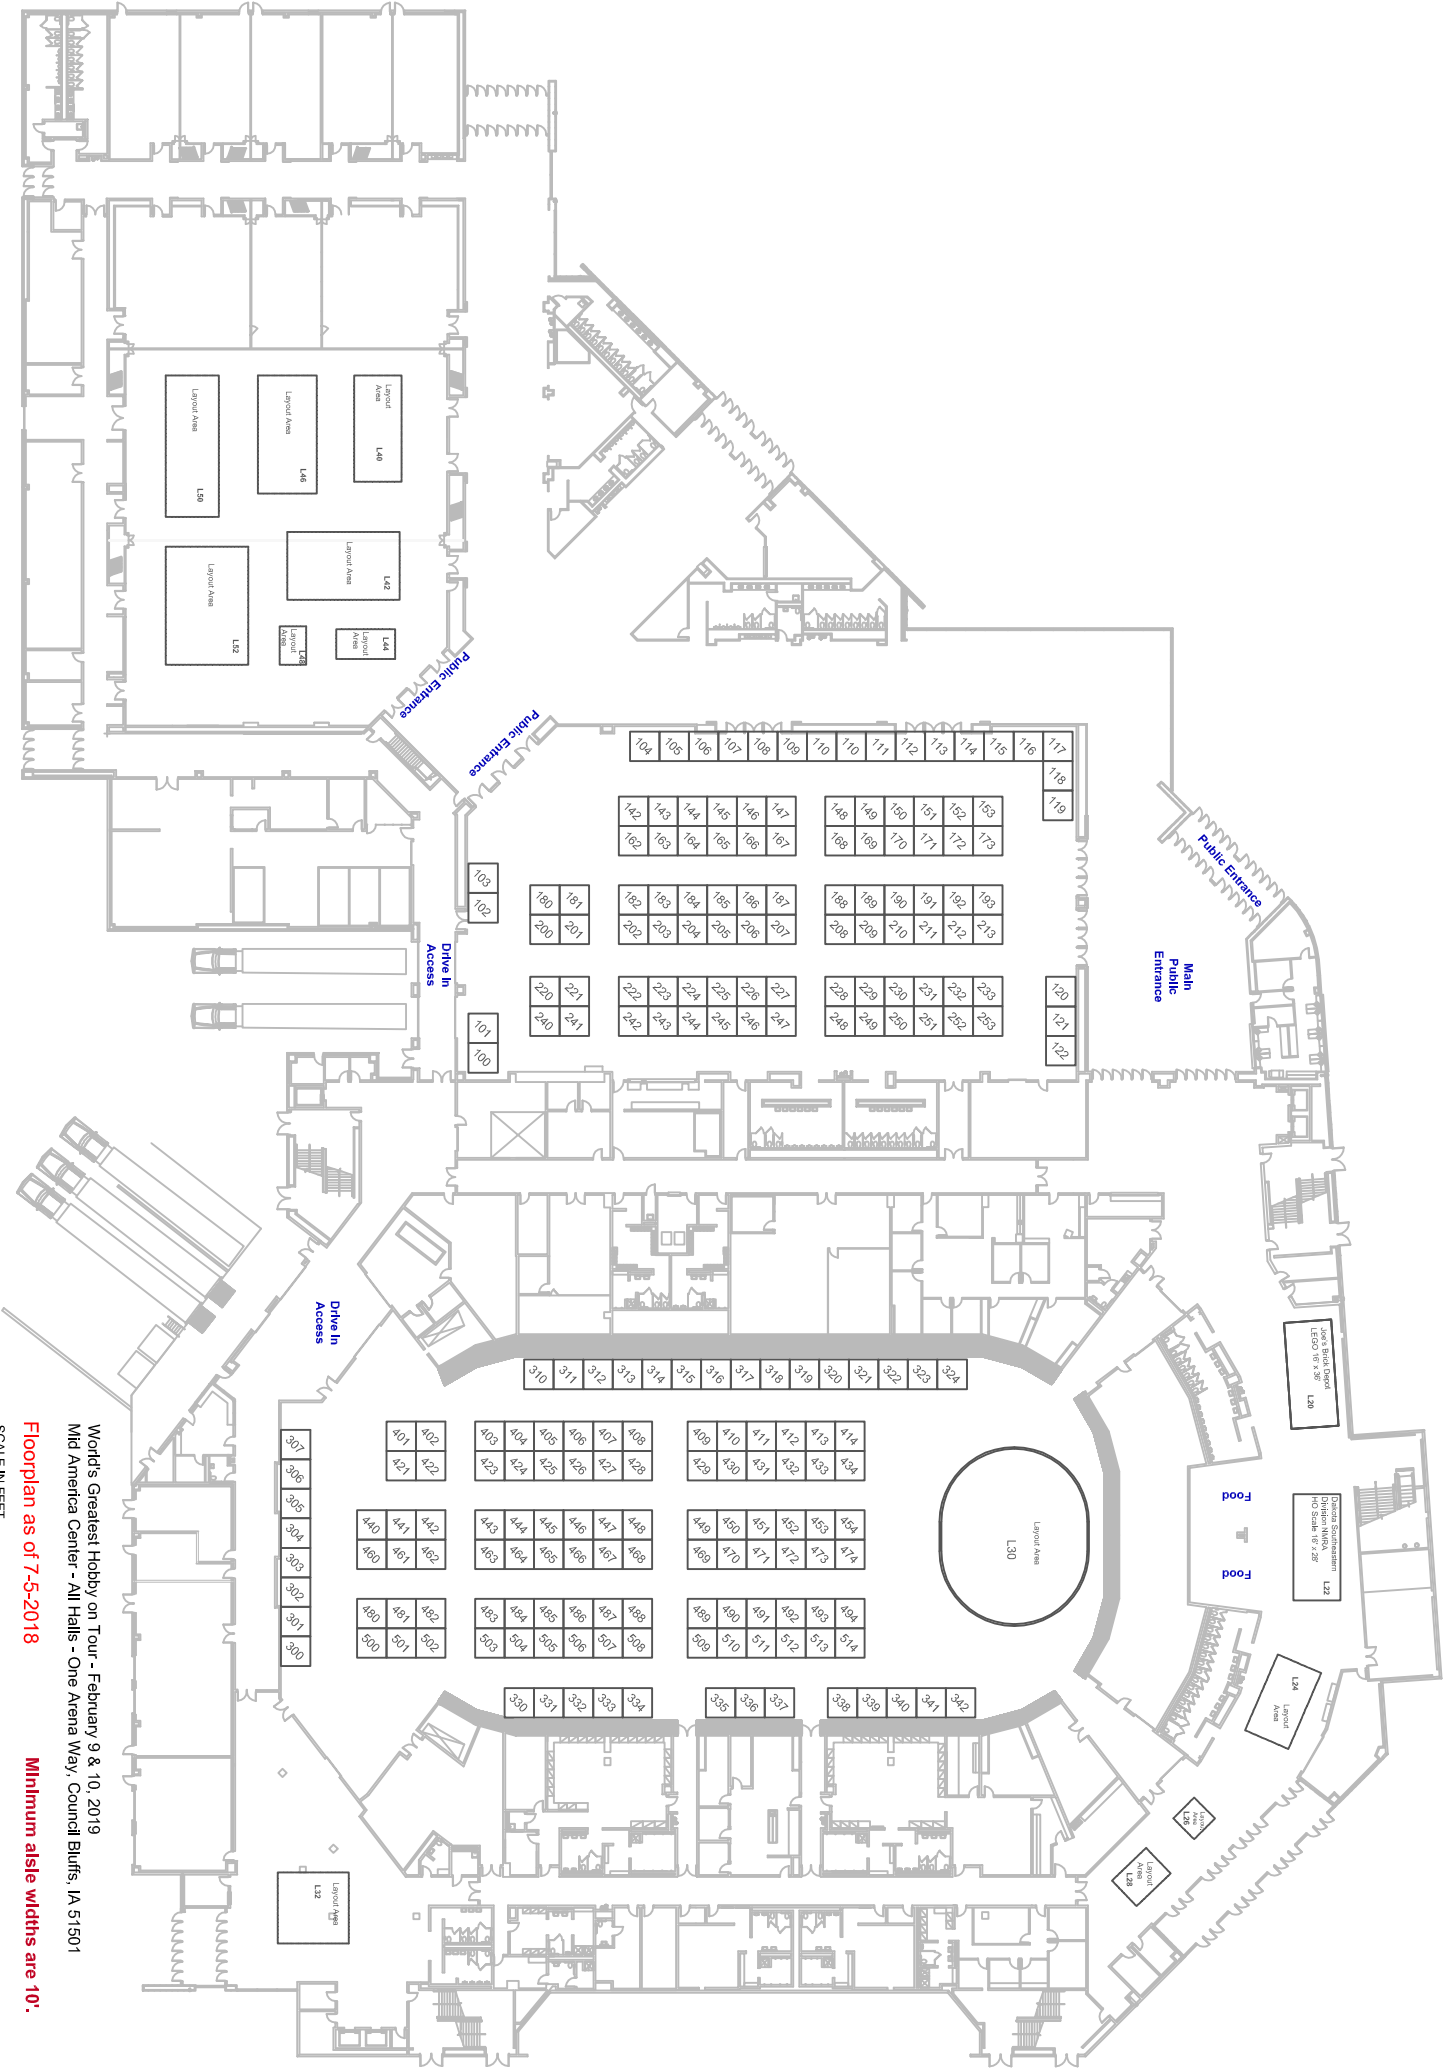 Layout Area
L50
Layout Area
L46
Layout
Area
L40
Layout Area
L52
Layout Area
L42
Layout
Area
L48
Layout
Area
L44
Public Entrance
Public Entrance
104 105 106 107 108 109 110 110 111 112 113 114 115 116 117
118
119
142 143 144 145 146 147 148 149 150 151 152 153
162 163 164 165 166 167 168 169 170 171 172 173
103
102
180 181 182 183 184 185 186 187 188 189 190 191 192 193
200 201 202 203 204 205 206 207 208 209 210 211 212 213
220 221 222 223 224 225 226 227 228 229 230 231 232 233
240 241 242 243 244 245 246 247 248 249 250 251 252 253
101
100
120
121
122
Public Entrance
Main
Public
Entrance
Drive In
Access
Drive In
Access
310 311 312 313 314 315 316 317 318 319 320 321 322 323 324
401 402 403 404 405 406 407 408 409 410 411 412 413 414
421 422 423 424 425 426 427 428 429 430 431 432 433 434
440 441 442 443 444 445 446 447 448 449 450 451 452 453 454
460 461 462 463 464 465 466 467 468 469 470 471 472 473 474
480 481 482 483 484 485 486 487 488 489 490 491 492 493 494
500 501 502 503 504 505 506 507 508 509 510 511 512 513 514
307
306
305
304
303
302
301
300
330 331 332 333 334 335 336 337 338 339 340 341 342
Layout Area
L30
Joe's Brick Depot
LEGO 16' x 36'
L20
Food
Food
Dakota Southeastern
Division NMRA
HO Scale 16' x 28'
L22
L24
Layout
Area
Layout
Area
L26
Layout
Area
L28
Layout Area
L32
World's Greatest Hobby on Tour - February 9 & 10, 2019
Mid America Center - All Halls - One Arena Way, Council Bluffs, IA 51501
Floorplan as of 7-5-2018
Minimum aisle widths are 10'.
SCALE IN FEET